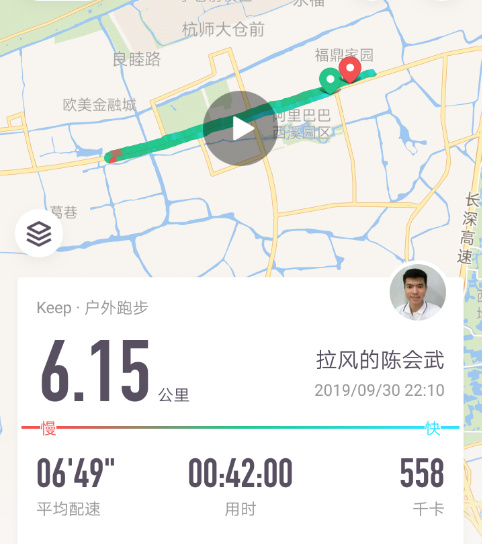 永福
杭师大仓前
良睦路
福鼎家园
欧美金融城
阿里巴巴
西溪园区
葛巷
长深高速
Keep · 户外跑步
6.15 公里
拉风的陈会武
2019/09/30 22:10
慢 快
06'49" 00:42:00 558
平均配速 用时 千卡